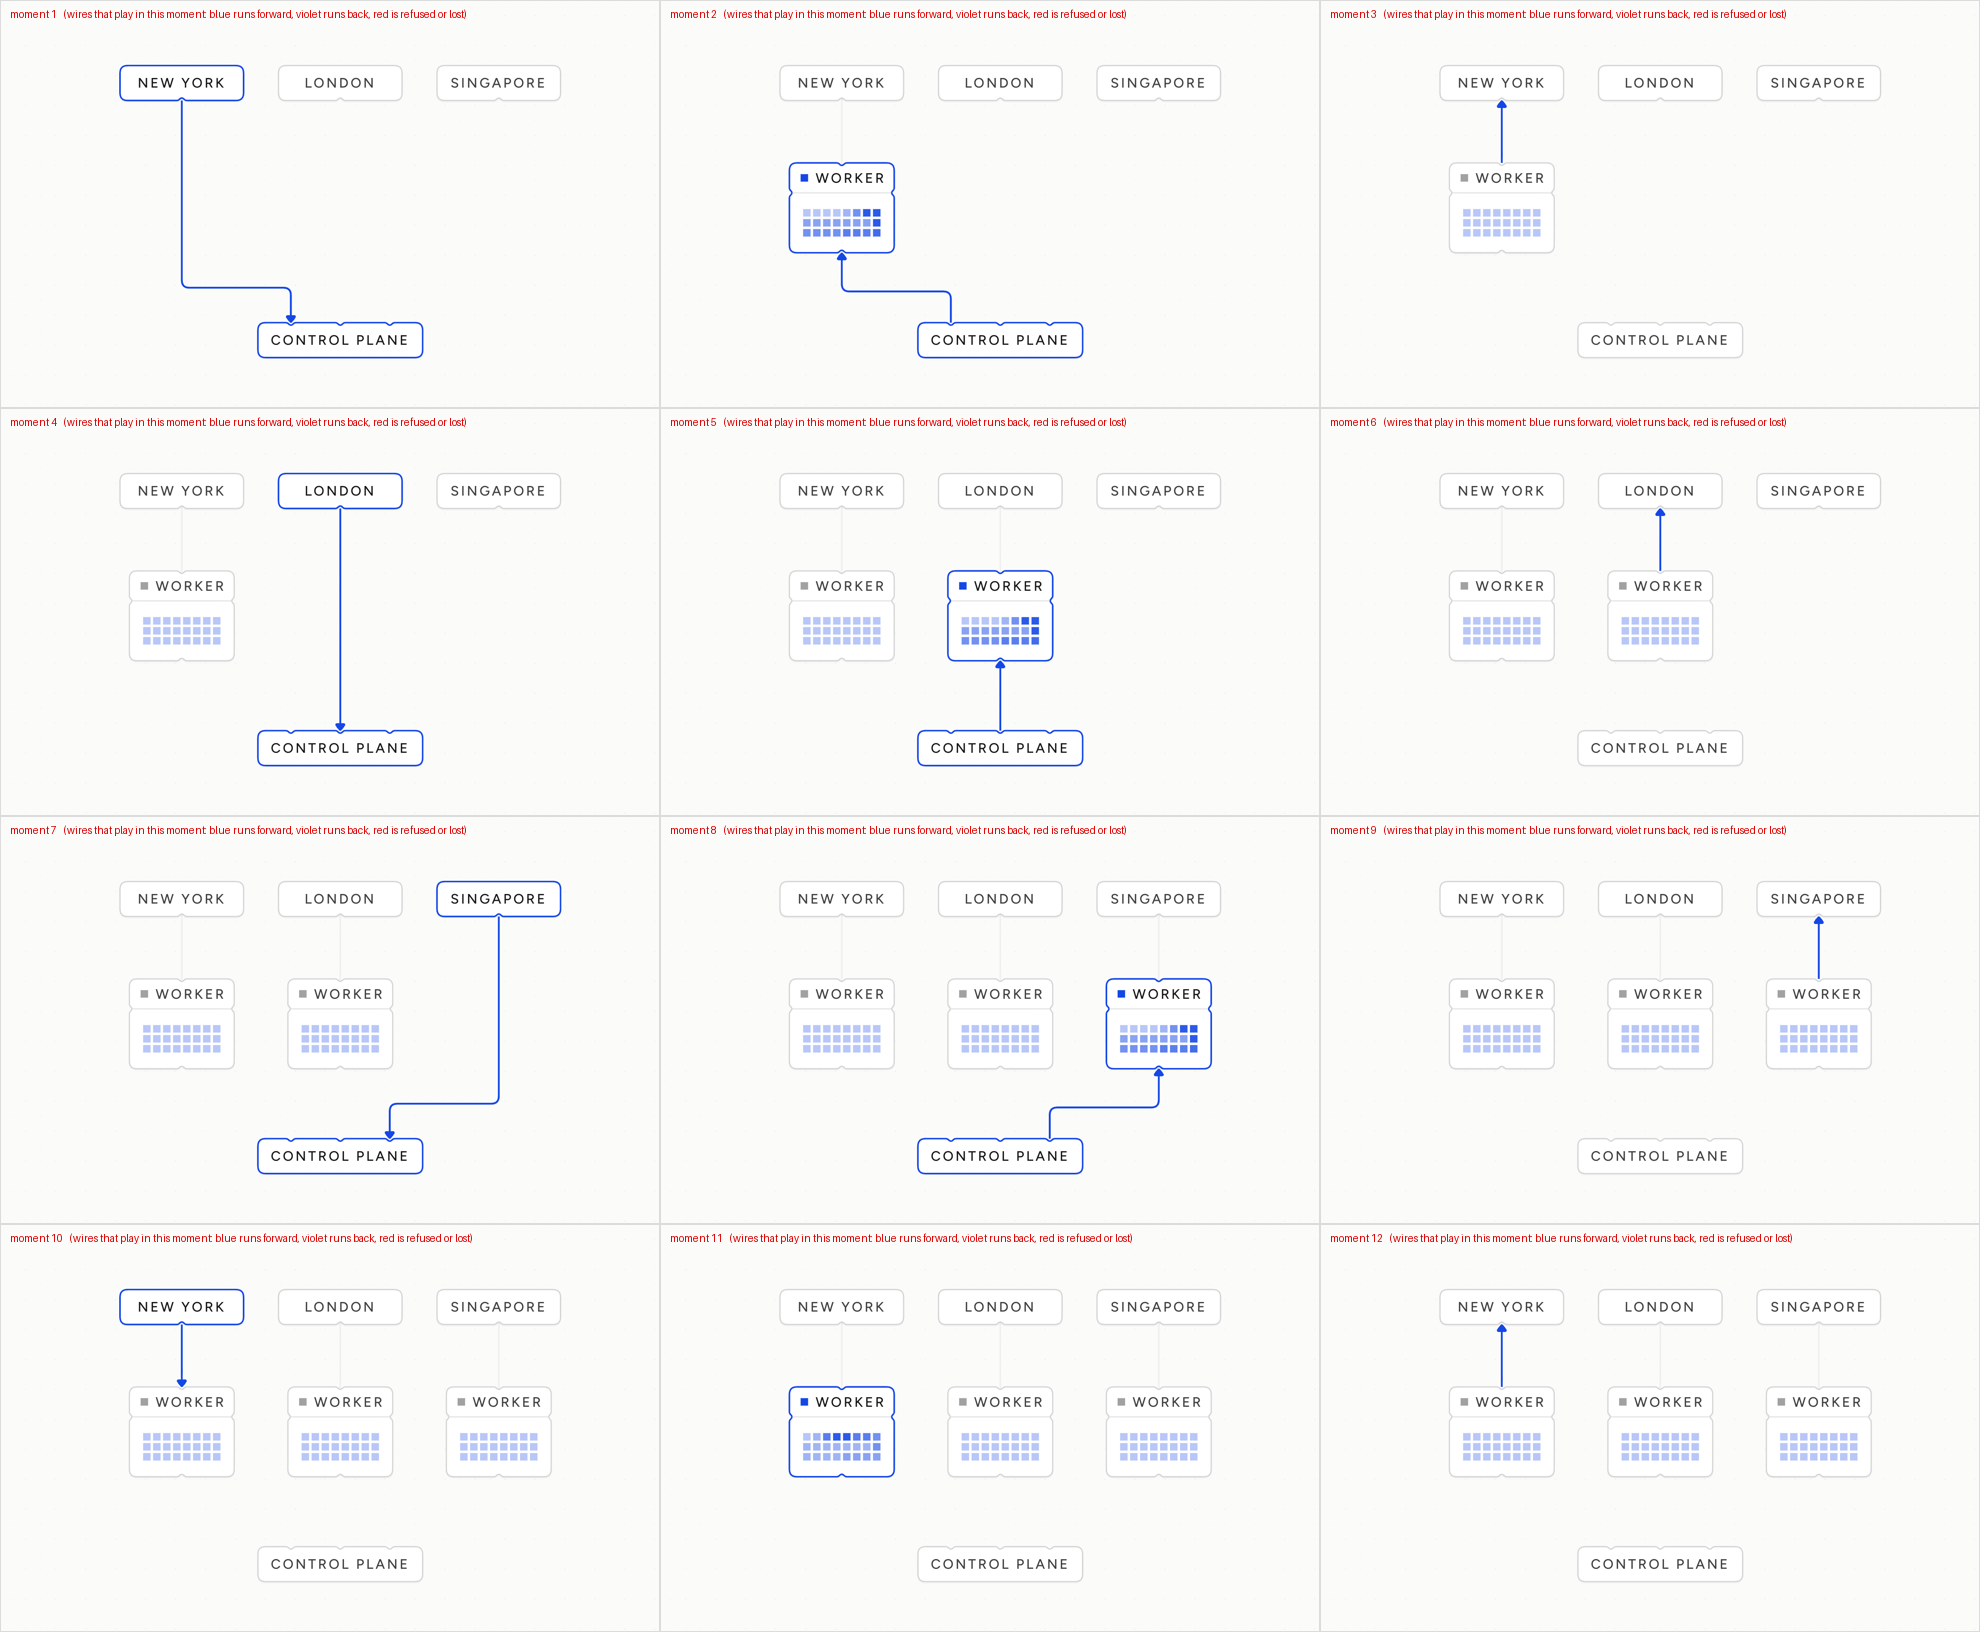 moment 1 (wires that play in this moment: blue runs forward, violet runs back, red is refused or lost)
NEW YORK LONDON SINGAPORE
CONTROL PLANE
moment 2 (wires that play in this moment: blue runs forward, violet runs back, red is refused or lost)
NEW YORK LONDON SINGAPORE
WORKER
CONTROL PLANE
moment 3 (wires that play in this moment: blue runs forward, violet runs back, red is refused or lost)
NEW YORK LONDON SINGAPORE
WORKER
CONTROL PLANE
moment 4 (wires that play in this moment: blue runs forward, violet runs back, red is refused or lost)
NEW YORK LONDON SINGAPORE
WORKER
CONTROL PLANE
moment 5 (wires that play in this moment: blue runs forward, violet runs back, red is refused or lost)
NEW YORK LONDON SINGAPORE
WORKER WORKER
CONTROL PLANE
moment 6 (wires that play in this moment: blue runs forward, violet runs back, red is refused or lost)
NEW YORK LONDON SINGAPORE
WORKER WORKER
CONTROL PLANE
moment 7 (wires that play in this moment: blue runs forward, violet runs back, red is refused or lost)
NEW YORK LONDON SINGAPORE
WORKER WORKER
CONTROL PLANE
moment 8 (wires that play in this moment: blue runs forward, violet runs back, red is refused or lost)
NEW YORK LONDON SINGAPORE
WORKER WORKER WORKER
CONTROL PLANE
moment 9 (wires that play in this moment: blue runs forward, violet runs back, red is refused or lost)
NEW YORK LONDON SINGAPORE
WORKER WORKER WORKER
CONTROL PLANE
moment 10 (wires that play in this moment: blue runs forward, violet runs back, red is refused or lost)
NEW YORK LONDON SINGAPORE
WORKER WORKER WORKER
CONTROL PLANE
moment 11 (wires that play in this moment: blue runs forward, violet runs back, red is refused or lost)
NEW YORK LONDON SINGAPORE
WORKER WORKER WORKER
CONTROL PLANE
moment 12 (wires that play in this moment: blue runs forward, violet runs back, red is refused or lost)
NEW YORK LONDON SINGAPORE
WORKER WORKER WORKER
CONTROL PLANE